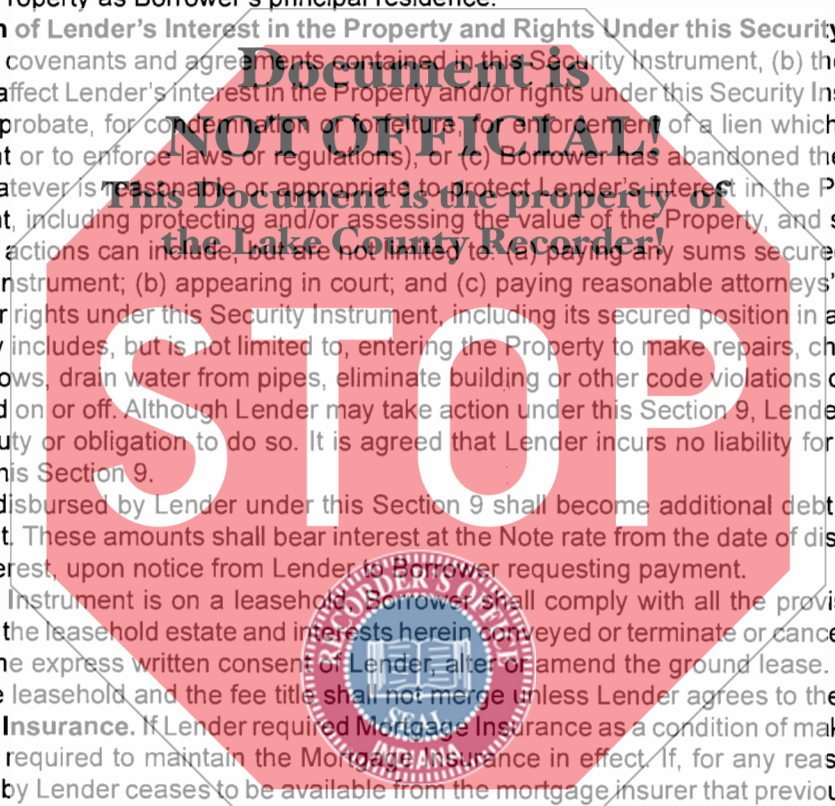 roperty as Borrower's principal residence.
n of Lender's Interest in the Property and Rights Under this Security
covenants and agreements contained in this Security Instrument, (b) the
affect Lender's interest in the Property and/or rights under this Security Ins
probate, for condemnation or forfeiture, for enforcement of a lien which
t or to enforce laws or regulations), or (c) Borrower has abandoned the
atever is reasonable or appropriate to protect Lender's interest in the P
t, including protecting and/or assessing the value of the Property, and s
actions can include, but are not limited to: (a) paying any sums secure
nstrument; (b) appearing in court; and (c) paying reasonable attorneys'
r rights under this Security Instrument, including its secured position in a
y includes, but is not limited to, entering the Property to make repairs, ch
ows, drain water from pipes, eliminate building or other code violations o
d on or off. Although Lender may take action under this Section 9, Lende
uty or obligation to do so. It is agreed that Lender incurs no liability for
his Section 9.
disbursed by Lender under this Section 9 shall become additional debt
t. These amounts shall bear interest at the Note rate from the date of dis
erest, upon notice from Lender to Borrower requesting payment.
Instrument is on a leasehold, Borrower shall comply with all the provi
the leasehold estate and interests herein conveyed or terminate or cance
he express written consent of Lender, alter or amend the ground lease.
e leasehold and the fee title shall not merge unless Lender agrees to the
Insurance. If Lender required Mortgage Insurance as a condition of mak
required to maintain the Mortgage Insurance in effect. If, for any reas
by Lender ceases to be available from the mortgage insurer that previou
Document is
NOT OFFICIAL!
This Document is the property of
the Lake County Recorder!
STOP
RECORDER'S OFFICE
SEAL
INDIANA